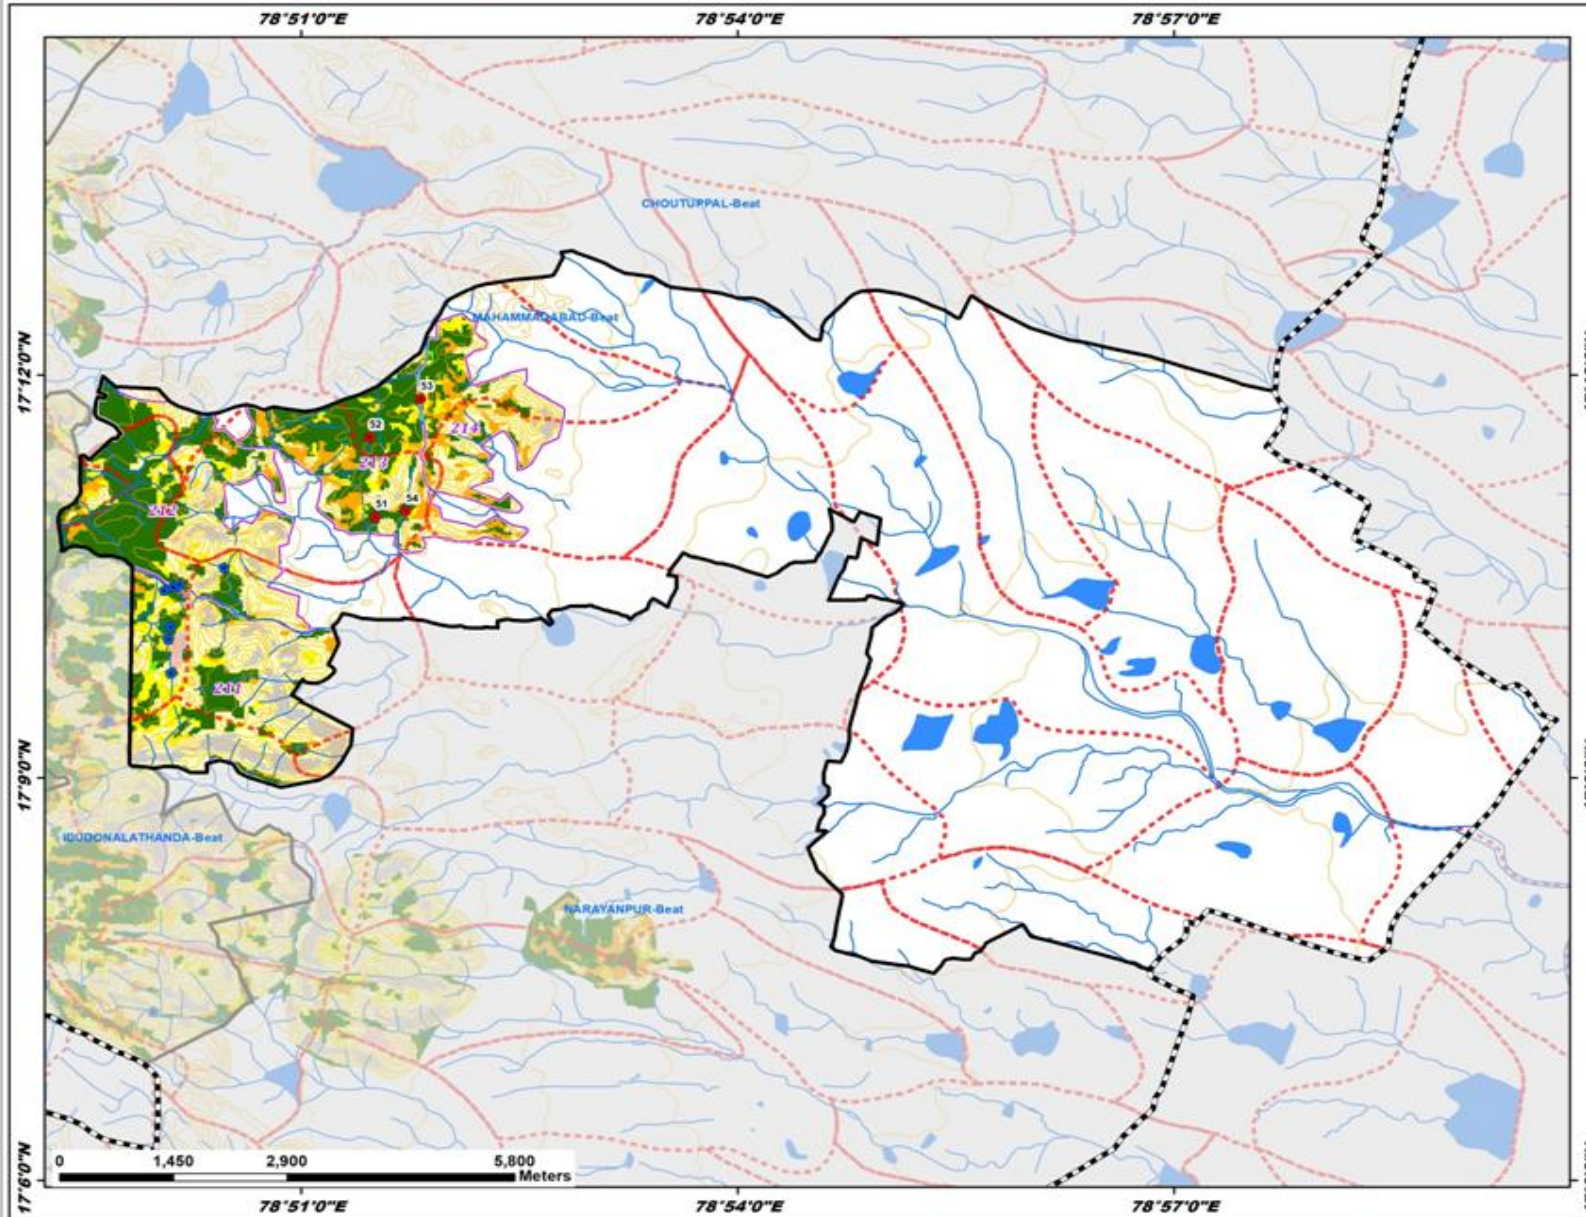 78°51'0"E 78°54'0"E 78°57'0"E
CHOUTUPPAL-Beat
MAHAMMADABAD-Beat
17°12'0"N
53
52
214
213
51 54
212
211
17°9'0"N
IDUDONALATHANDA-Beat
NARAYANPUR-Beat
0 1,450 2,900 5,800
Meters
17°6'0"N
78°51'0"E 78°54'0"E 78°57'0"E